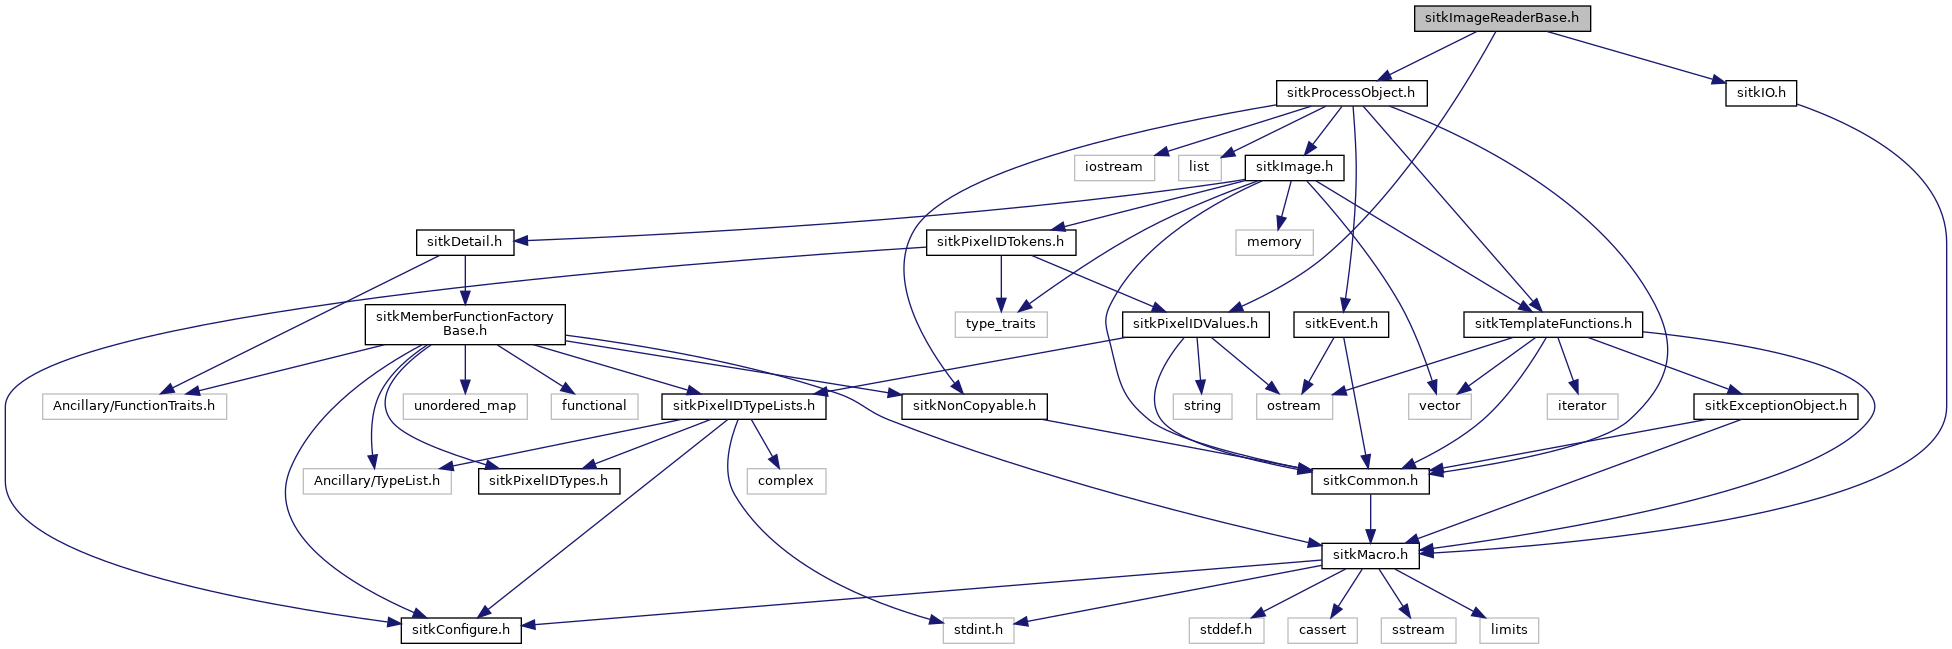 sitkImageReaderBase.h
sitkProcessObject.h
sitkIO.h
iostream
list
sitkImage.h
sitkDetail.h
sitkPixelIDTokens.h
memory
sitkMemberFunctionFactory
Base.h
type_traits
sitkPixelIDValues.h
sitkEvent.h
sitkTemplateFunctions.h
Ancillary/FunctionTraits.h
unordered_map
functional
sitkPixelIDTypeLists.h
sitkNonCopyable.h
string
ostream
vector
iterator
sitkExceptionObject.h
Ancillary/TypeList.h
sitkPixelIDTypes.h
complex
sitkCommon.h
sitkMacro.h
sitkConfigure.h
stdint.h
stddef.h
cassert
sstream
limits